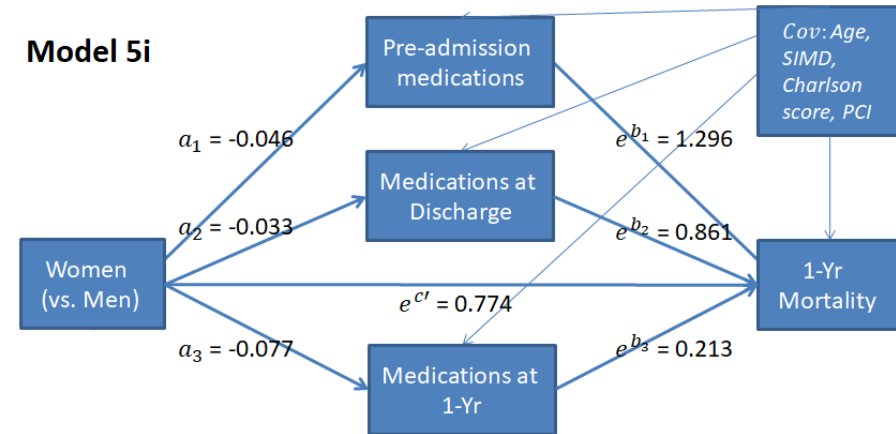 Model 5i
Pre-admission
medications
Cov: Age,
SIMD,
Charlson
score, PCI
a₁ = -0.046
e^b₁ = 1.296
Medications at
Discharge
a₂ = -0.033
e^b₂ = 0.861
Women
(vs. Men)
e^c′ = 0.774
1-Yr
Mortality
a₃ = -0.077
e^b₃ = 0.213
Medications at
1-Yr